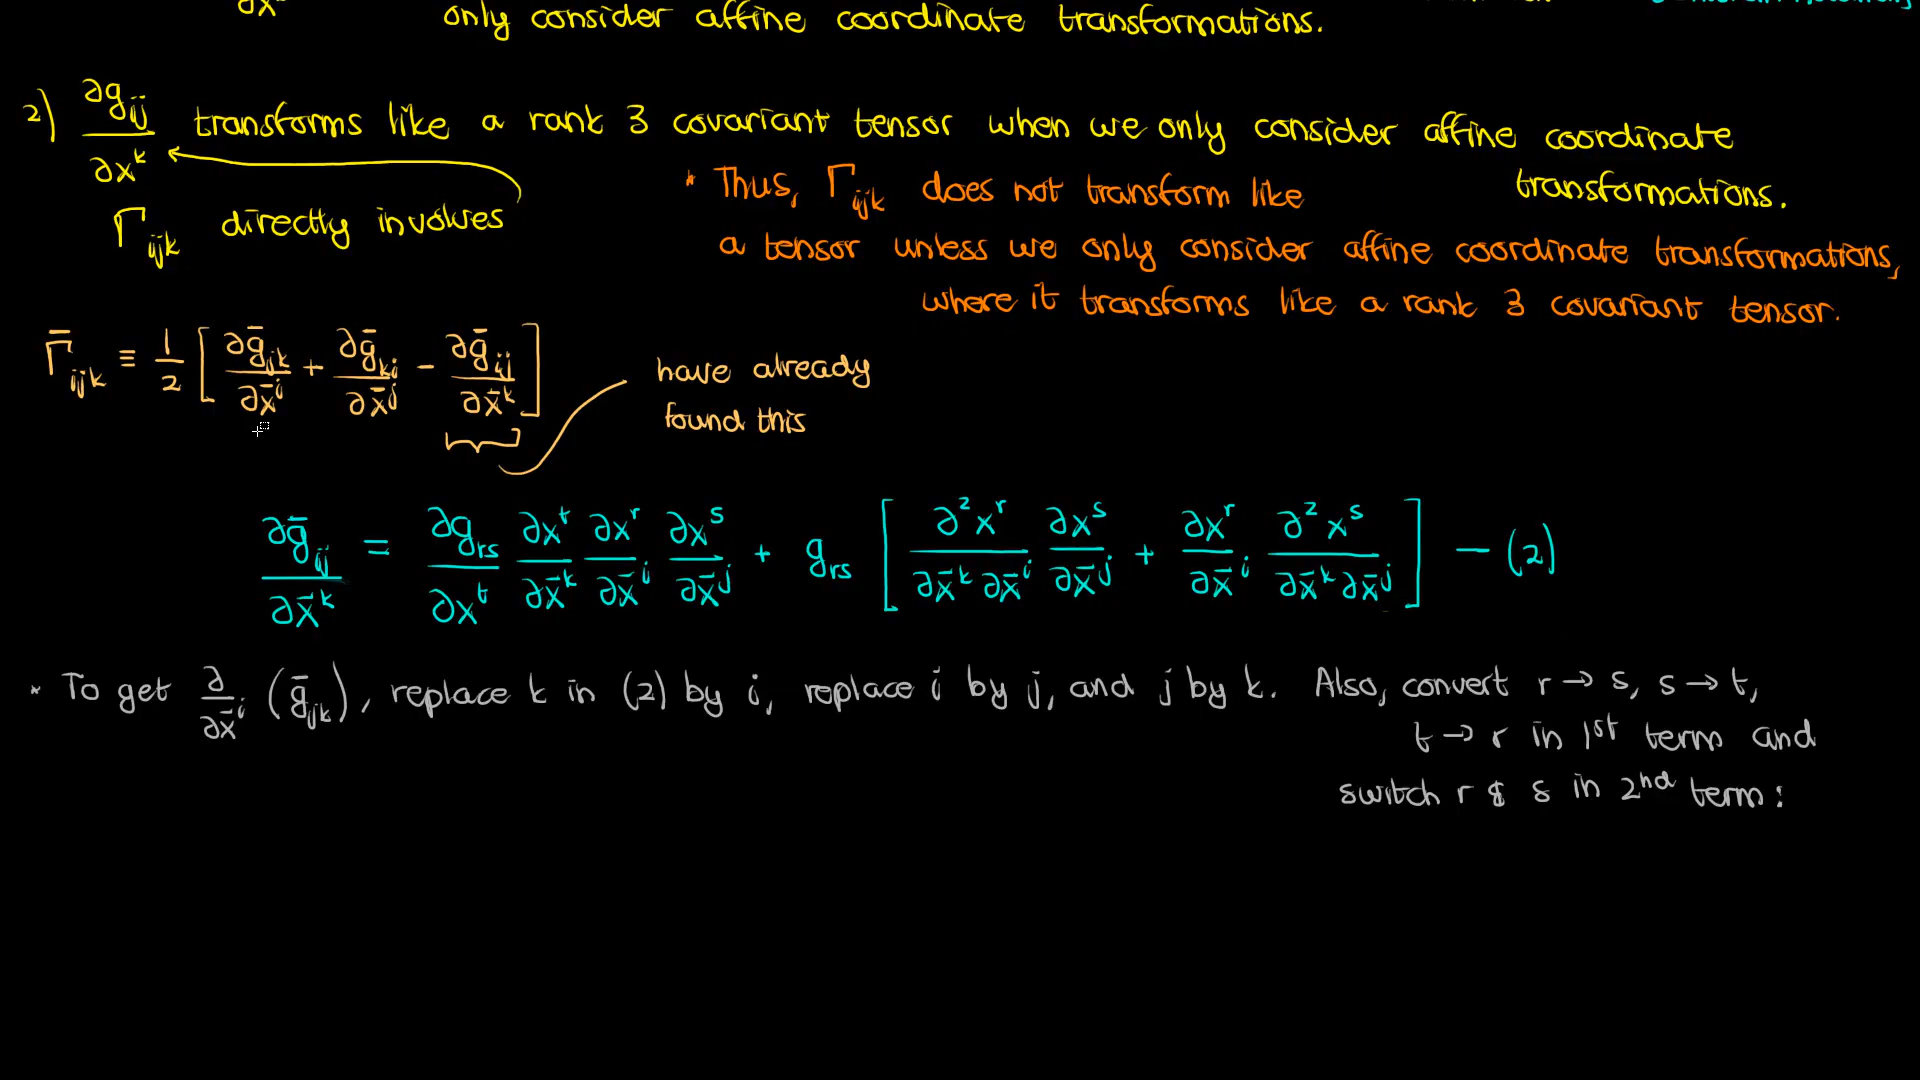 ∂x
only consider affine coordinate transformations.
2) ∂g_ij/∂x^k transforms like a rank 3 covariant tensor when we only consider affine coordinate
transformations.
Γ_ijk directly involves
* Thus, Γ_ijk does not transform like
a tensor unless we only consider affine coordinate transformations,
where it transforms like a rank 3 covariant tensor.
Γ̄_ijk ≡ 1/2 [ ∂ḡ_jk/∂x̄^i + ∂ḡ_ki/∂x̄^j - ∂ḡ_ij/∂x̄^k ]
have already
found this
∂ḡ_ij/∂x̄^k = ∂g_rs/∂x^t ∂x^t/∂x̄^k ∂x^r/∂x̄^i ∂x^s/∂x̄^j + g_rs [ ∂²x^r/∂x̄^k∂x̄^i ∂x^s/∂x̄^j + ∂x^r/∂x̄^i ∂²x^s/∂x̄^k∂x̄^j ] — (2)
* To get ∂/∂x̄^i (ḡ_jk), replace k in (2) by i, replace i by j, and j by k. Also, convert r → s, s → t,
t → r in 1st term and
switch r & s in 2nd term: